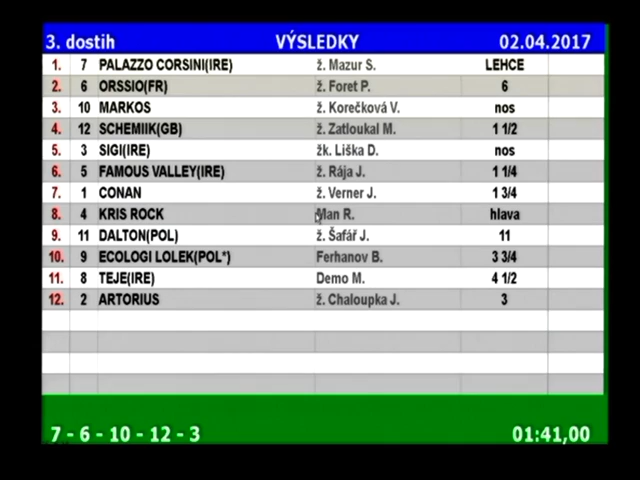 3. dostih VÝSLEDKY 02.04.2017
1. 7 PALAZZO CORSINI(IRE) ž. Mazur S. LEHCE
2. 6 ORSSIO(FR) ž. Foret P. 6
3. 10 MARKOS ž. Korečková V. nos
4. 12 SCHEMIIK(GB) ž. Zatloukal M. 1 1/2
5. 3 SIGI(IRE) žk. Liška D. nos
6. 5 FAMOUS VALLEY(IRE) ž. Rája J. 1 1/4
7. 1 CONAN ž. Verner J. 1 3/4
8. 4 KRIS ROCK Man R. hlava
9. 11 DALTON(POL) ž. Šafář J. 11
10. 9 ECOLOGI LOLEK(POL*) Ferhanov B. 3 3/4
11. 8 TEJE(IRE) Demo M. 4 1/2
12. 2 ARTORIUS ž. Chaloupka J. 3
7 - 6 - 10 - 12 - 3 01:41,00